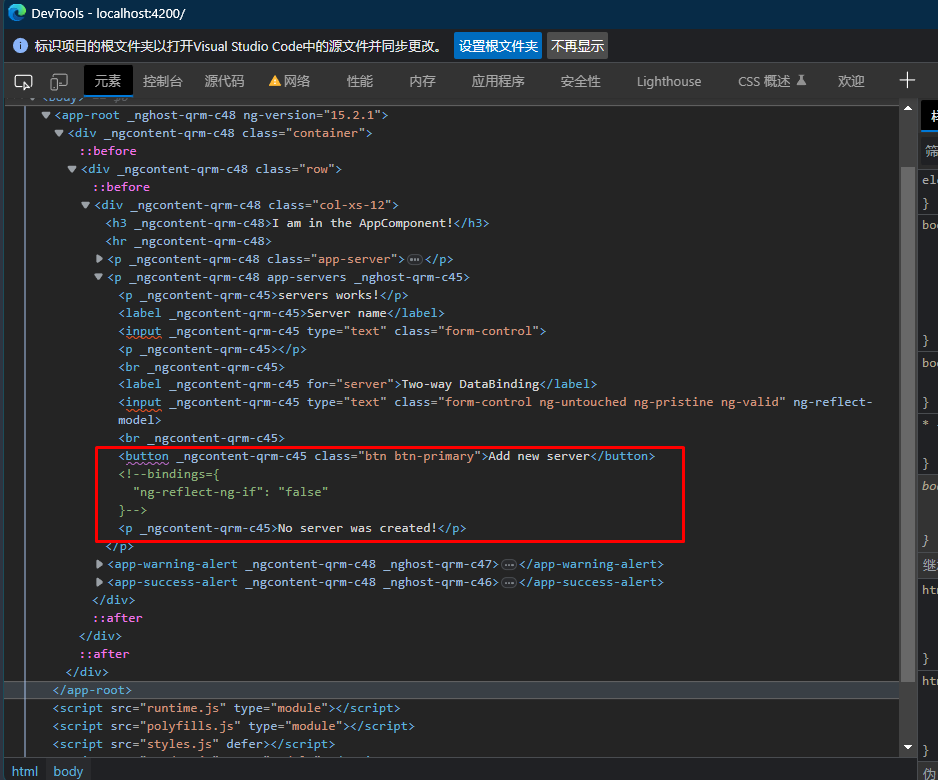 DevTools - localhost:4200/
标识项目的根文件夹以打开Visual Studio Code中的源文件并同步更改。 设置根文件夹 不再显示
元素 控制台 源代码 网络 性能 内存 应用程序 安全性 Lighthouse CSS 概述 欢迎
<app-root _nghost-qrm-c48 ng-version="15.2.1">
<div _ngcontent-qrm-c48 class="container">
::before
<div _ngcontent-qrm-c48 class="row">
::before
<div _ngcontent-qrm-c48 class="col-xs-12">
<h3 _ngcontent-qrm-c48>I am in the AppComponent!</h3>
<hr _ngcontent-qrm-c48>
<p _ngcontent-qrm-c48 class="app-server">…</p>
<p _ngcontent-qrm-c48 app-servers _nghost-qrm-c45>
<p _ngcontent-qrm-c45>servers works!</p>
<label _ngcontent-qrm-c45>Server name</label>
<input _ngcontent-qrm-c45 type="text" class="form-control">
<p _ngcontent-qrm-c45></p>
<br _ngcontent-qrm-c45>
<label _ngcontent-qrm-c45 for="server">Two-way DataBinding</label>
<input _ngcontent-qrm-c45 type="text" class="form-control ng-untouched ng-pristine ng-valid" ng-reflect-
model>
<br _ngcontent-qrm-c45>
<button _ngcontent-qrm-c45 class="btn btn-primary">Add new server</button>
<!--bindings={
"ng-reflect-ng-if": "false"
}-->
<p _ngcontent-qrm-c45>No server was created!</p>
</p>
<app-warning-alert _ngcontent-qrm-c48 _nghost-qrm-c47>…</app-warning-alert>
<app-success-alert _ngcontent-qrm-c48 _nghost-qrm-c46>…</app-success-alert>
</div>
::after
</div>
::after
</div>
</app-root>
<script src="runtime.js" type="module"></script>
<script src="polyfills.js" type="module"></script>
<script src="styles.js" defer></script>
html body